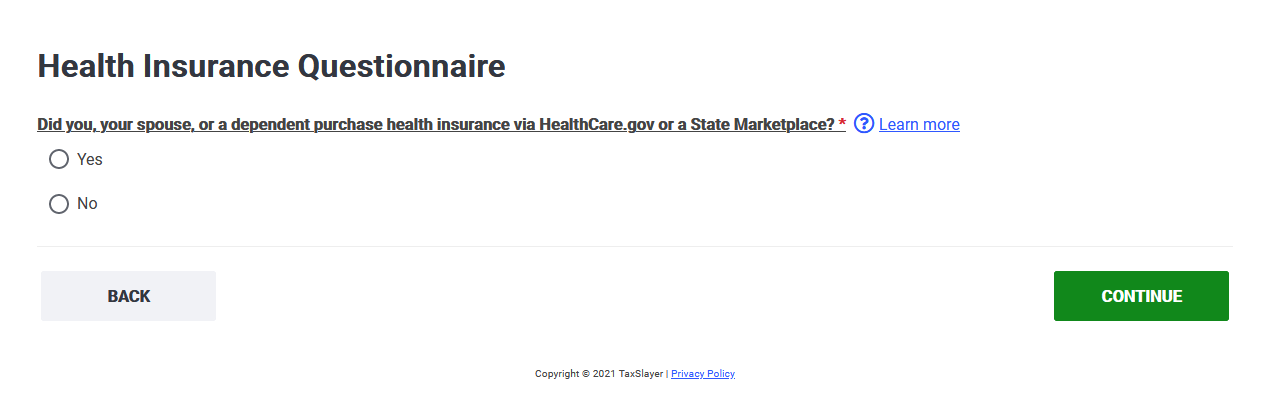 Health Insurance Questionnaire
Did you, your spouse, or a dependent purchase health insurance via HealthCare.gov or a State Marketplace? * ? Learn more
Yes
No
BACK CONTINUE
Copyright © 2021 TaxSlayer | Privacy Policy